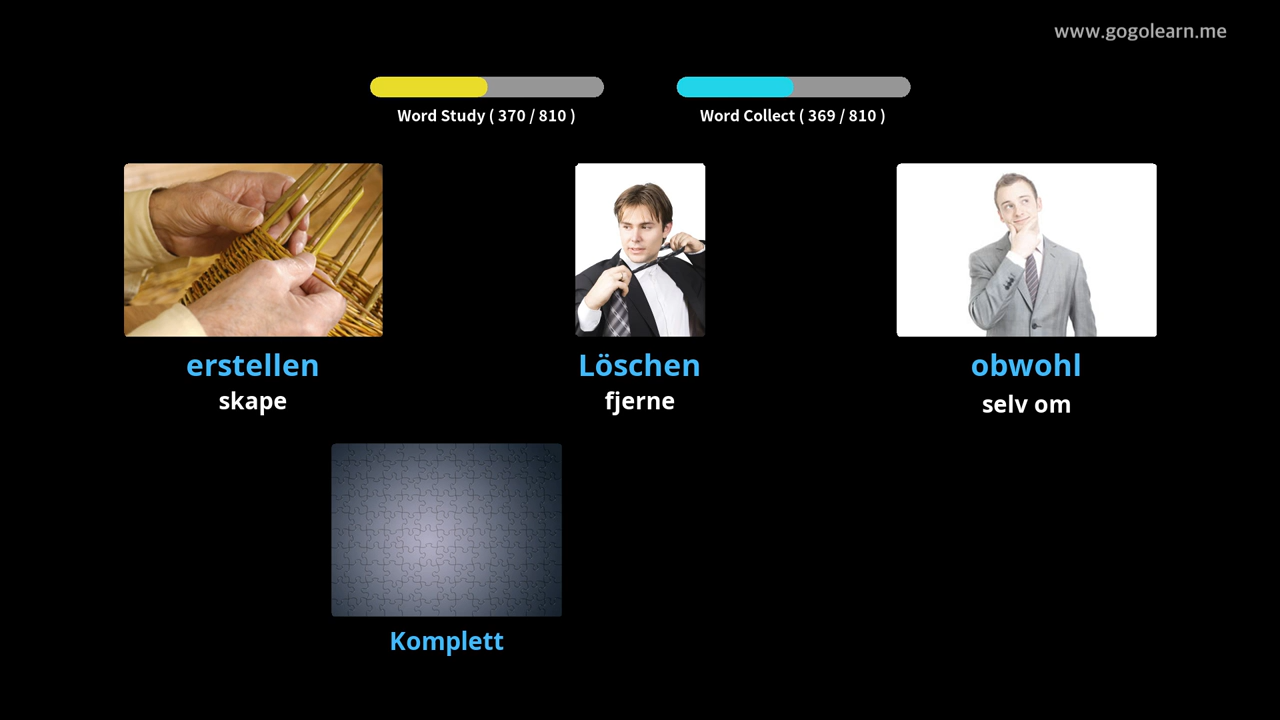 www.gogolearn.me
Word Study ( 370 / 810 )
Word Collect ( 369 / 810 )
erstellen
skape
Löschen
fjerne
obwohl
selv om
Komplett